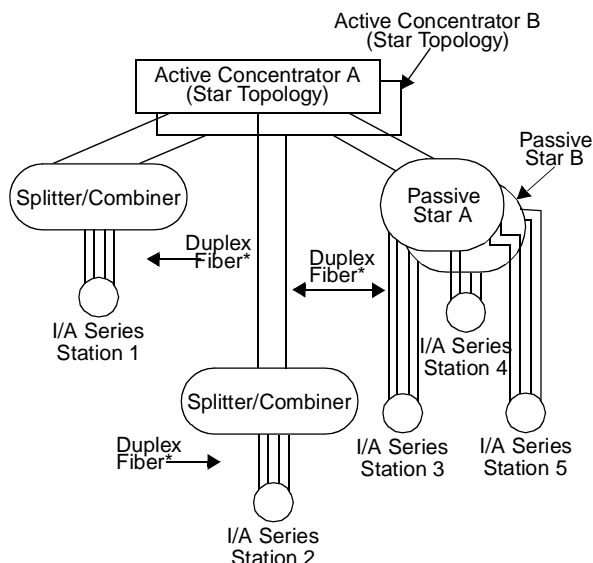 Active Concentrator B
(Star Topology)
Active Concentrator A
(Star Topology)
Passive
Star B
Splitter/Combiner
Passive
Star A
Duplex
Fiber*
Duplex
Fiber*
I/A Series
Station 1
I/A Series
Station 4
Splitter/Combiner
Duplex
Fiber*
I/A Series
Station 3
I/A Series
Station 5
I/A Series
Station 2